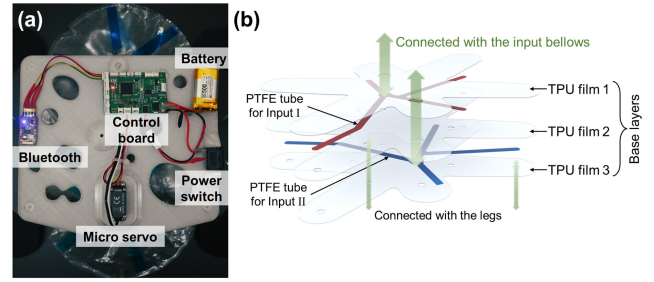 (a)
Battery
Control
board
Bluetooth
Power
switch
Micro servo
(b)
Connected with the input bellows
PTFE tube
for Input I
TPU film 1
TPU film 2
TPU film 3
Base layers
PTFE tube
for Input II
Connected with the legs